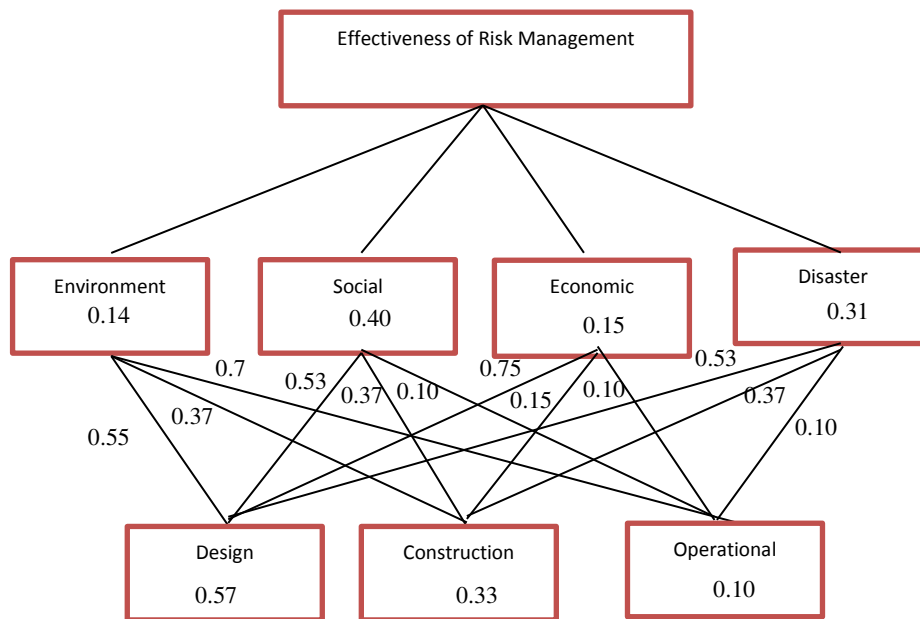 Effectiveness of Risk Management
Environment
0.14
Social
0.40
Economic
0.15
Disaster
0.31
0.7
0.53
0.37
0.10
0.75
0.15
0.10
0.53
0.37
0.10
0.55
0.37
Design
0.57
Construction
0.33
Operational
0.10